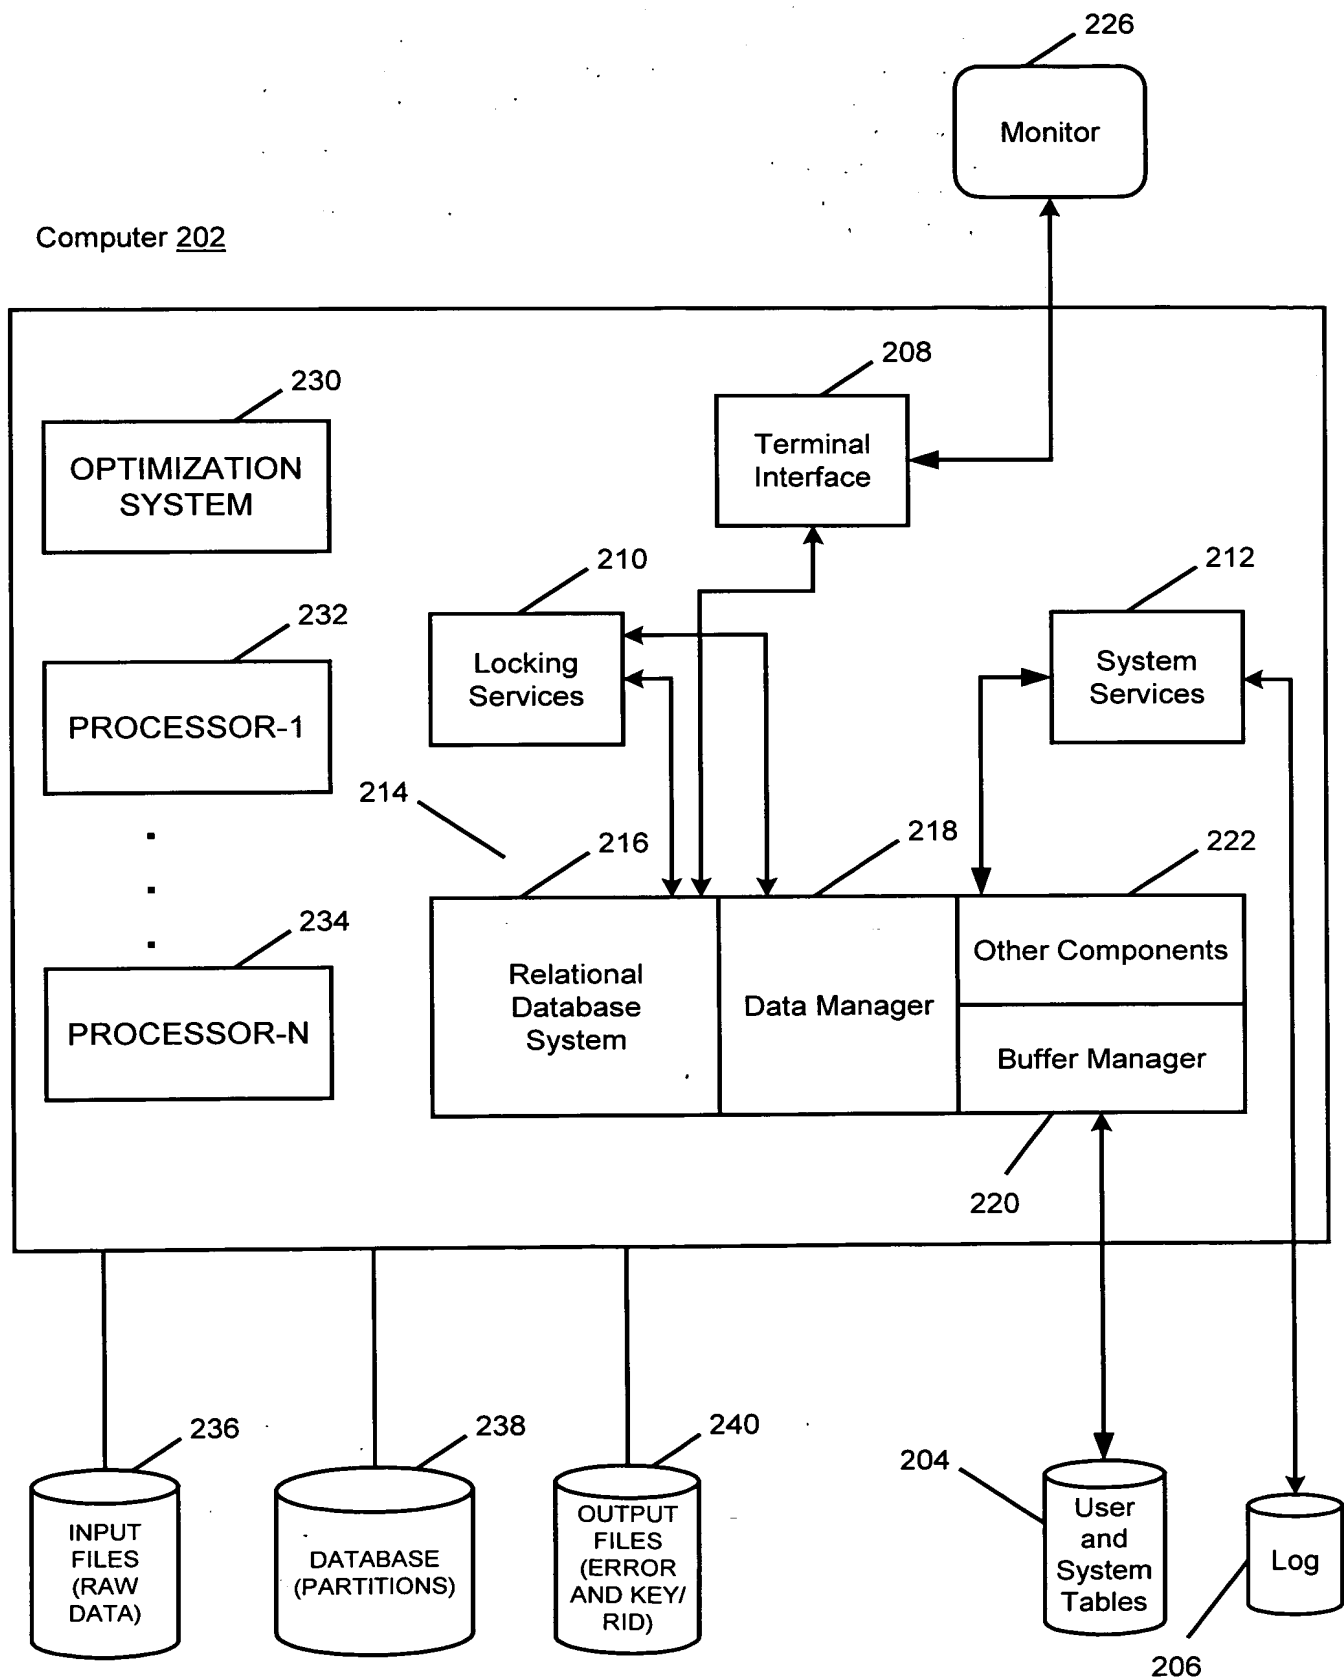 226
Monitor
Computer 202
208
Terminal
Interface
230
OPTIMIZATION
SYSTEM
210
Locking
Services
212
System
Services
232
PROCESSOR-1
214
216
218
222
234
PROCESSOR-N
Relational
Database
System
Data Manager
Other Components
Buffer Manager
220
236
INPUT
FILES
(RAW
DATA)
238
DATABASE
(PARTITIONS)
240
OUTPUT
FILES
(ERROR
AND KEY/
RID)
204
User
and
System
Tables
Log
206